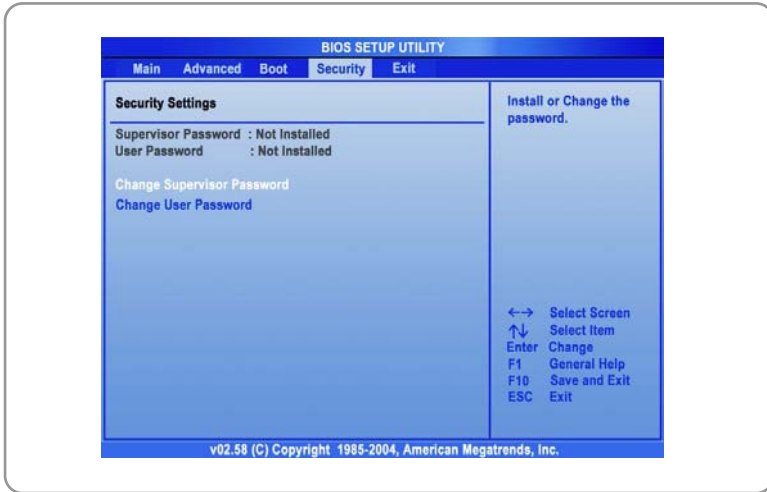 BIOS SETUP UTILITY
Main Advanced Boot Security Exit
Security Settings
Supervisor Password : Not Installed
User Password : Not Installed
Change Supervisor Password
Change User Password
Install or Change the
password.
←→ Select Screen
↑↓ Select Item
Enter Change
F1 General Help
F10 Save and Exit
ESC Exit
v02.58 (C) Copyright 1985-2004, American Megatrends, Inc.